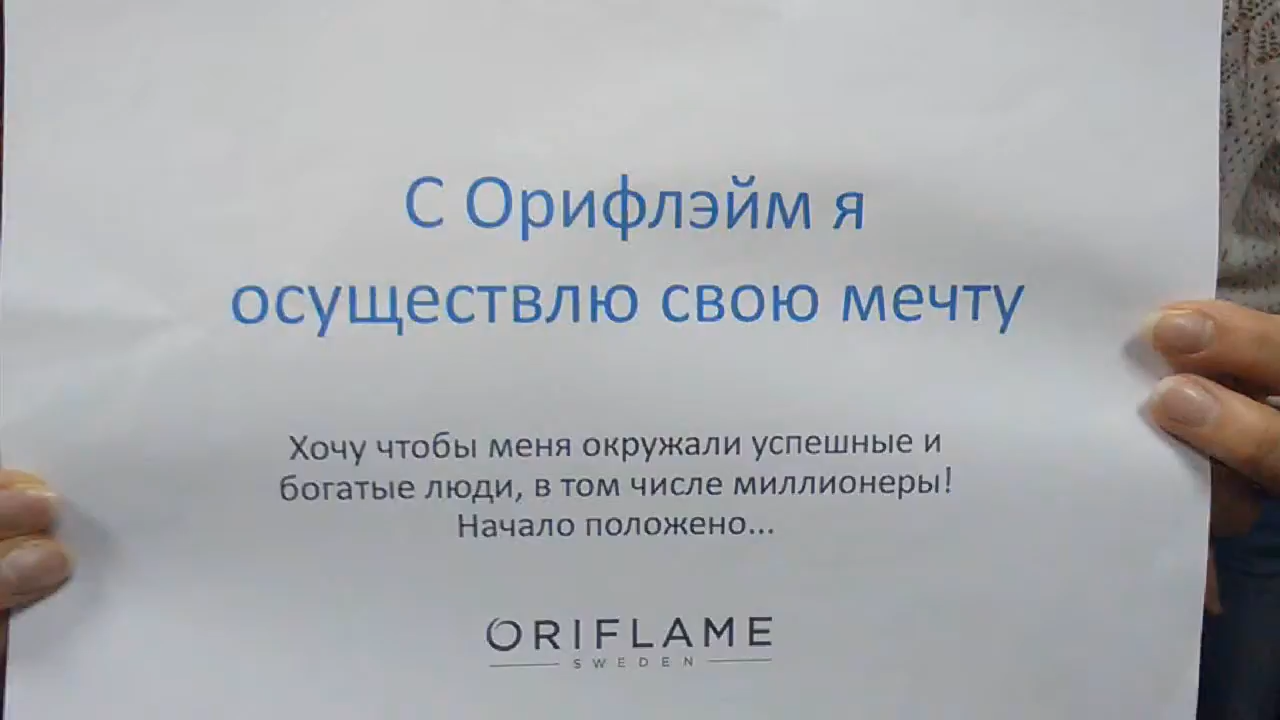 С Орифлэйм я
осуществлю свою мечту
Хочу чтобы меня окружали успешные и
богатые люди, в том числе миллионеры!
Начало положено...
ORIFLAME
SWEDEN